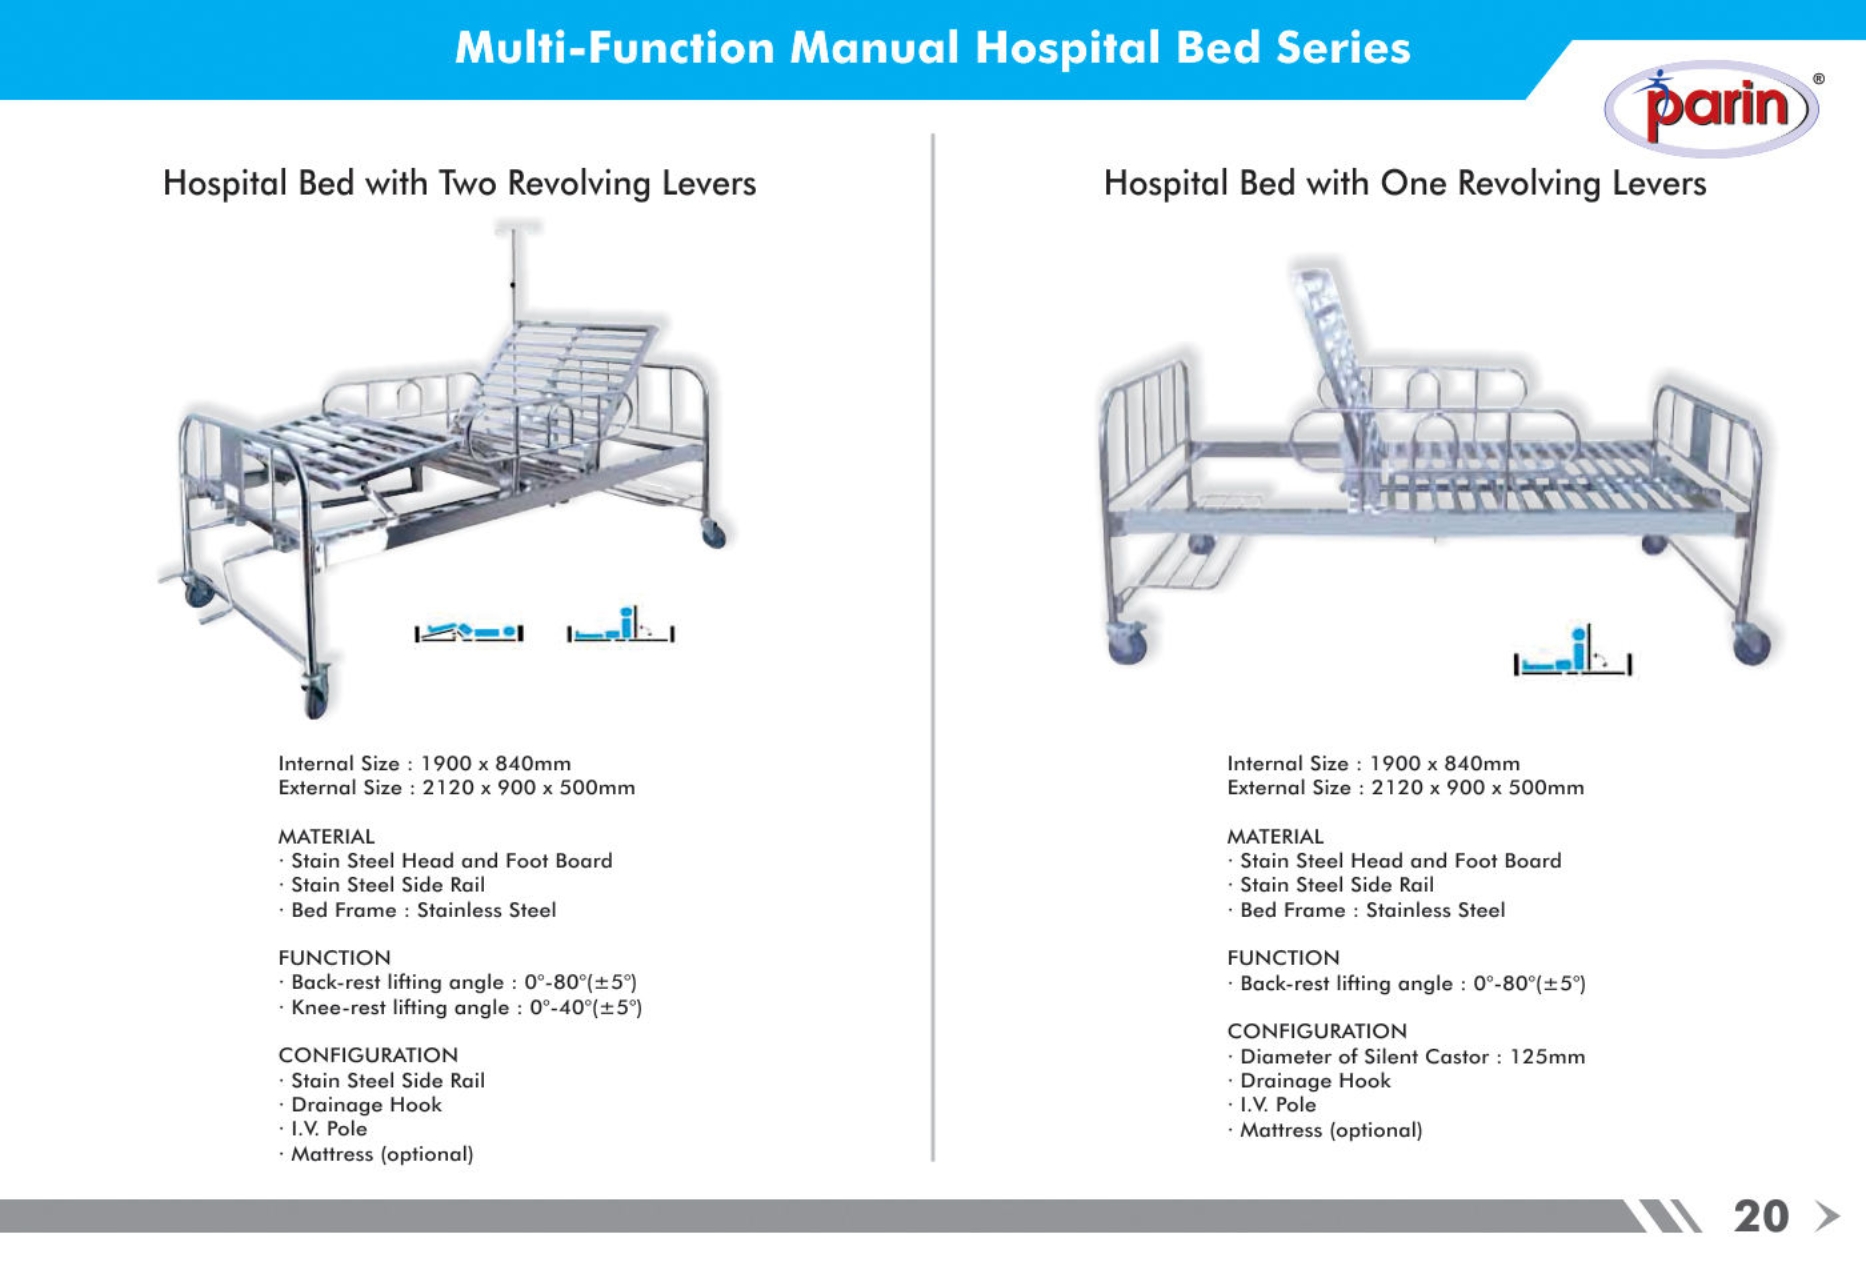 Multi-Function Manual Hospital Bed Series
parin ®
Hospital Bed with Two Revolving Levers
Internal Size : 1900 x 840mm
External Size : 2120 x 900 x 500mm
MATERIAL
· Stain Steel Head and Foot Board
· Stain Steel Side Rail
· Bed Frame : Stainless Steel
FUNCTION
· Back-rest lifting angle : 0°-80°(±5°)
· Knee-rest lifting angle : 0°-40°(±5°)
CONFIGURATION
· Stain Steel Side Rail
· Drainage Hook
· I.V. Pole
· Mattress (optional)
Hospital Bed with One Revolving Levers
Internal Size : 1900 x 840mm
External Size : 2120 x 900 x 500mm
MATERIAL
· Stain Steel Head and Foot Board
· Stain Steel Side Rail
· Bed Frame : Stainless Steel
FUNCTION
· Back-rest lifting angle : 0°-80°(±5°)
CONFIGURATION
· Diameter of Silent Castor : 125mm
· Drainage Hook
· I.V. Pole
· Mattress (optional)
20